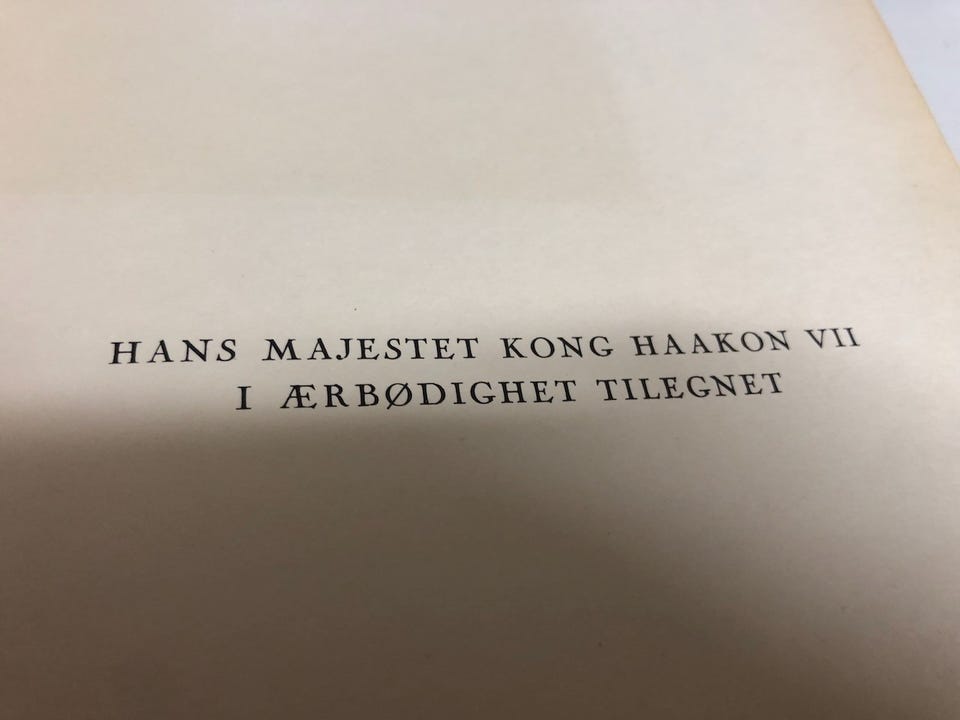 HANS MAJESTET KONG HAAKON VII
I ÆRBØDIGHET TILEGNET